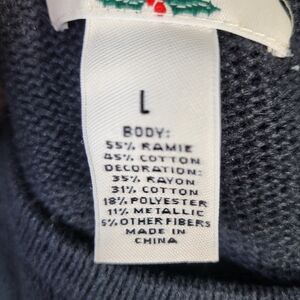 L
BODY:
55% RAMIE
45% COTTON
DECORATION:
35% RAYON
31% COTTON
18% POLYESTER
11% METALLIC
5% OTHER FIBERS
MADE IN
CHINA